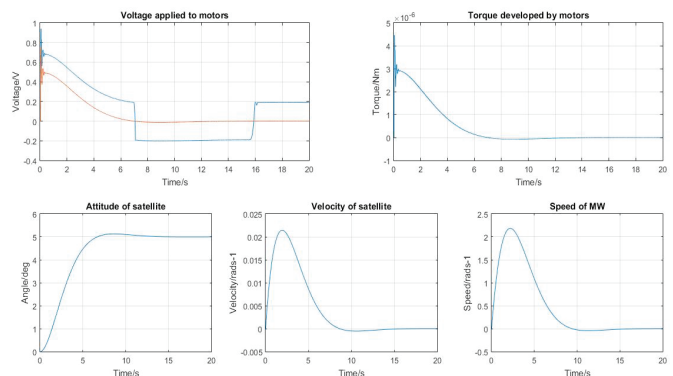 Voltage applied to motors
Voltage/V
1
0.8
0.6
0.4
0.2
0
-0.2
-0.4
0 2 4 6 8 10 12 14 16 18 20
Time/s
Torque developed by motors
×10⁻⁶
Torque/Nm
5
4
3
2
1
0
-1
0 2 4 6 8 10 12 14 16 18 20
Time/s
Attitude of satellite
Angle/deg
6
5
4
3
2
1
0
0 5 10 15 20
Time/s
Velocity of satellite
Velocity/rads-1
0.025
0.02
0.015
0.01
0.005
0
-0.005
0 5 10 15 20
Time/s
Speed of MW
Speed/rads-1
2.5
2
1.5
1
0.5
0
-0.5
0 5 10 15 20
Time/s